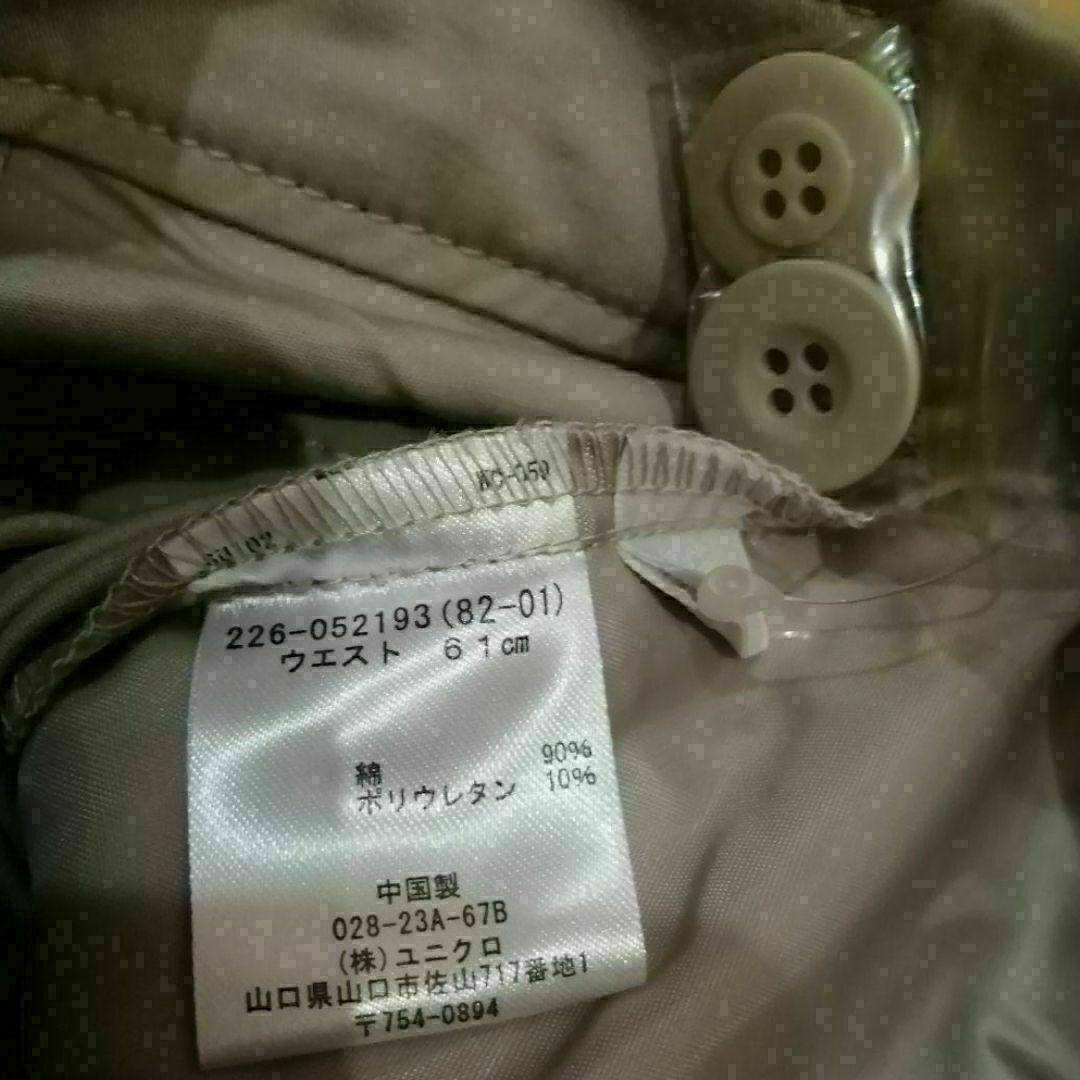 226-052193(82-01)
ウエスト 61cm
綿 90%
ポリウレタン 10%
中国製
028-23A-67B
(株)ユニクロ
山口県山口市佐山717番地1
〒754-0894